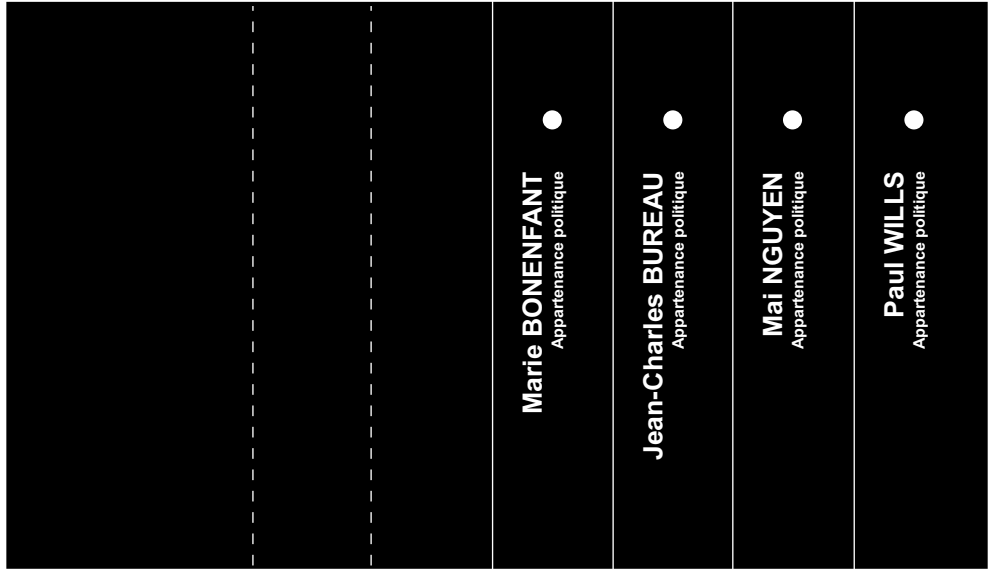 Marie BONENFANT
Appartenance politique
Jean-Charles BUREAU
Appartenance politique
Mai NGUYEN
Appartenance politique
Paul WILLS
Appartenance politique